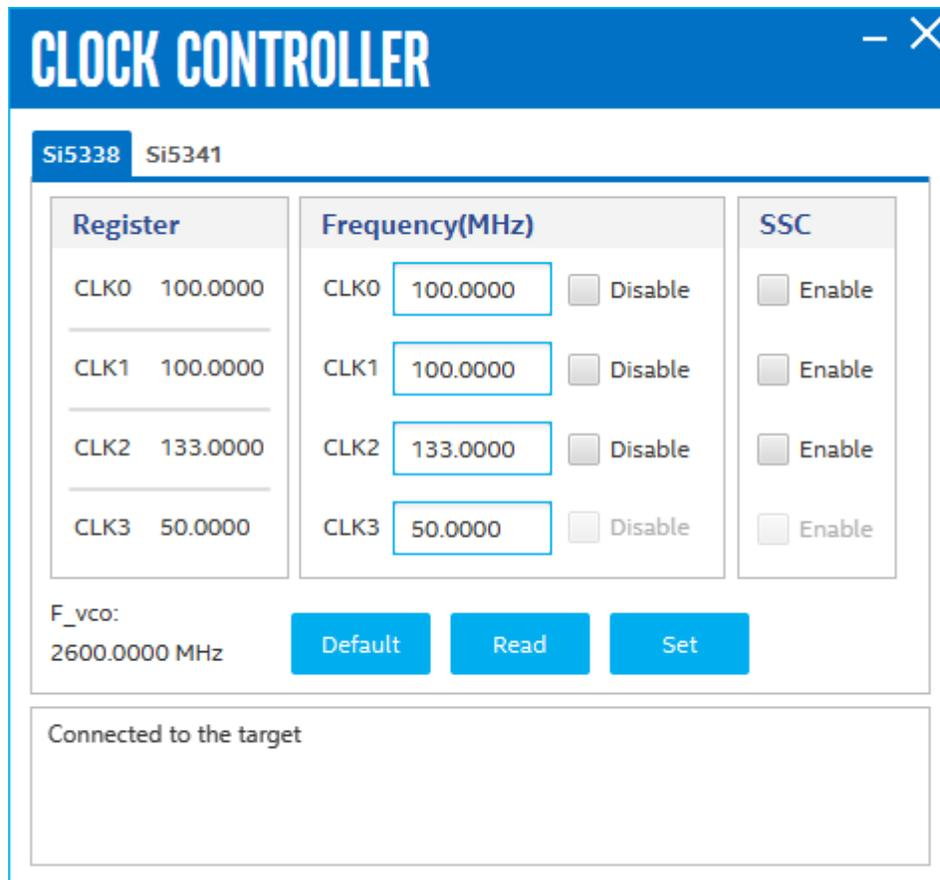 CLOCK CONTROLLER
Si5338 Si5341
Register Frequency(MHz) SSC
CLK0 100.0000 CLK0 100.0000 Disable Enable
CLK1 100.0000 CLK1 100.0000 Disable Enable
CLK2 133.0000 CLK2 133.0000 Disable Enable
CLK3 50.0000 CLK3 50.0000 Disable Enable
F_vco:
2600.0000 MHz Default Read Set
Connected to the target